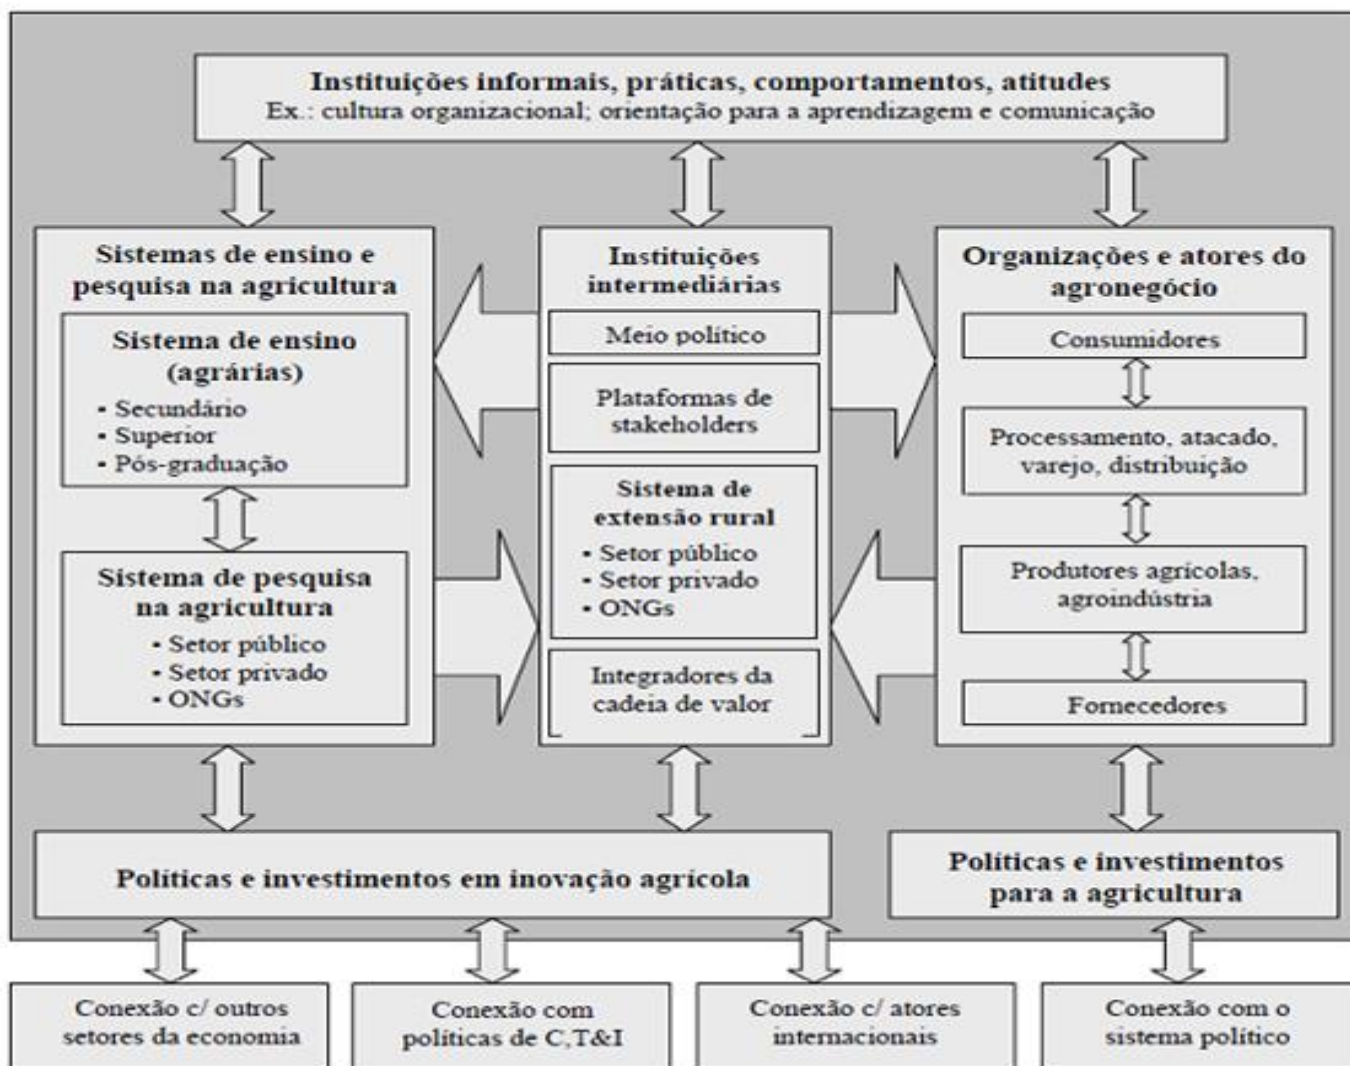 Instituições informais, práticas, comportamentos, atitudes
Ex.: cultura organizacional; orientação para a aprendizagem e comunicação
Sistemas de ensino e
pesquisa na agricultura
Sistema de ensino
(agrárias)
▪ Secundário
▪ Superior
▪ Pós-graduação
Sistema de pesquisa
na agricultura
▪ Setor público
▪ Setor privado
▪ ONGs
Instituições
intermediárias
Meio político
Plataformas de
stakeholders
Sistema de
extensão rural
▪ Setor público
▪ Setor privado
▪ ONGs
Integradores da
cadeia de valor
Organizações e atores do
agronegócio
Consumidores
Processamento, atacado,
varejo, distribuição
Produtores agrícolas,
agroindústria
Fornecedores
Políticas e investimentos em inovação agrícola
Políticas e investimentos
para a agricultura
Conexão c/ outros
setores da economia
Conexão com
políticas de C,T&I
Conexão c/ atores
internacionais
Conexão com o
sistema político